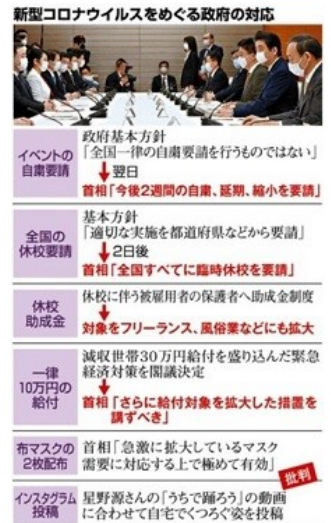 新型コロナウイルスをめぐる政府の対応
イベントの
自粛要請
政府基本方針
「全国一律の自粛要請を行うものではない」
翌日
首相「今後2週間の自粛、延期、縮小を要請」
全国の
休校要請
基本方針
「適切な実施を都道府県などから要請」
2日後
首相「全国すべてに臨時休校を要請」
休校
助成金
休校に伴う被雇用者の保護者へ助成金制度
対象をフリーランス、風俗業などにも拡大
一律
10万円の
給付
減収世帯30万円給付を盛り込んだ緊急
経済対策を閣議決定
首相「さらに給付対象を拡大した措置を
講ずべき」
布マスクの
2枚配布
首相「急激に拡大しているマスク
需要に対応する上で極めて有効」
批判
インスタグラム
投稿
星野源さんの「うちで踊ろう」の動画
に合わせて自宅でくつろぐ姿を投稿